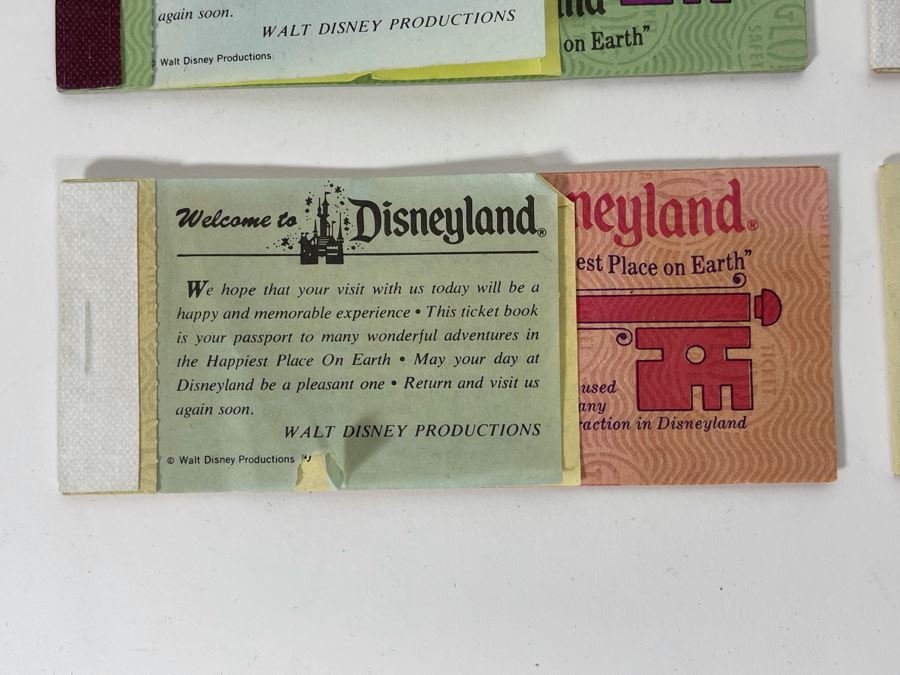 again soon.
WALT DISNEY PRODUCTIONS
Walt Disney Productions
on Earth"
Welcome to Disneyland®
We hope that your visit with us today will be a
happy and memorable experience • This ticket book
is your passport to many wonderful adventures in
the Happiest Place On Earth • May your day at
Disneyland be a pleasant one • Return and visit us
again soon.
WALT DISNEY PRODUCTIONS
© Walt Disney Productions
neyland®
est Place on Earth"
used
any
raction in Disneyland